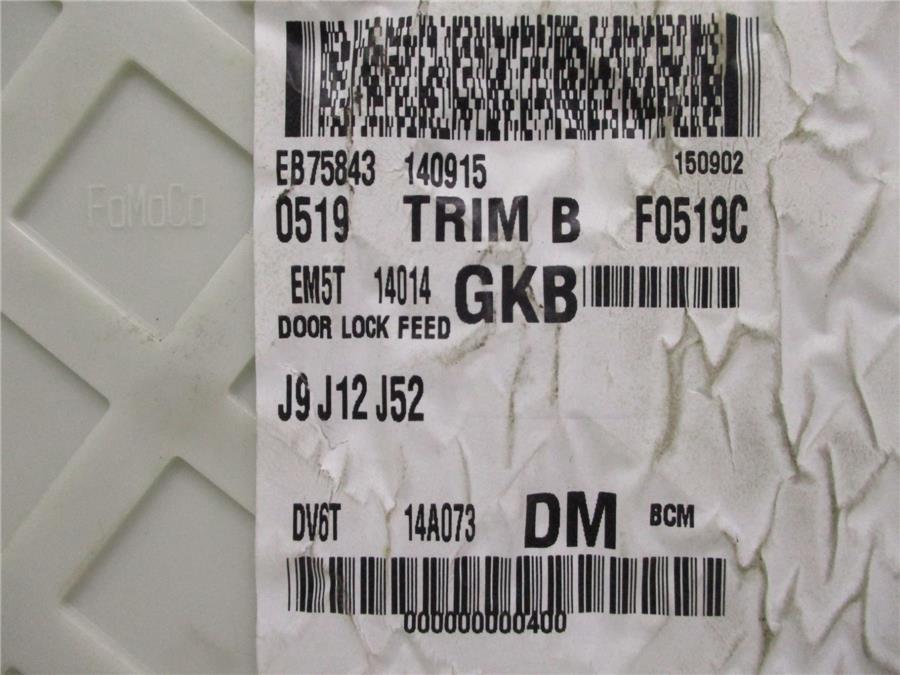 EB75843 140915 150902
FoMoCo
0519 TRIM B F0519C
EM5T 14014 GKB
DOOR LOCK FEED
J9 J12 J52
DV6T 14A073 DM BCM
000000000400